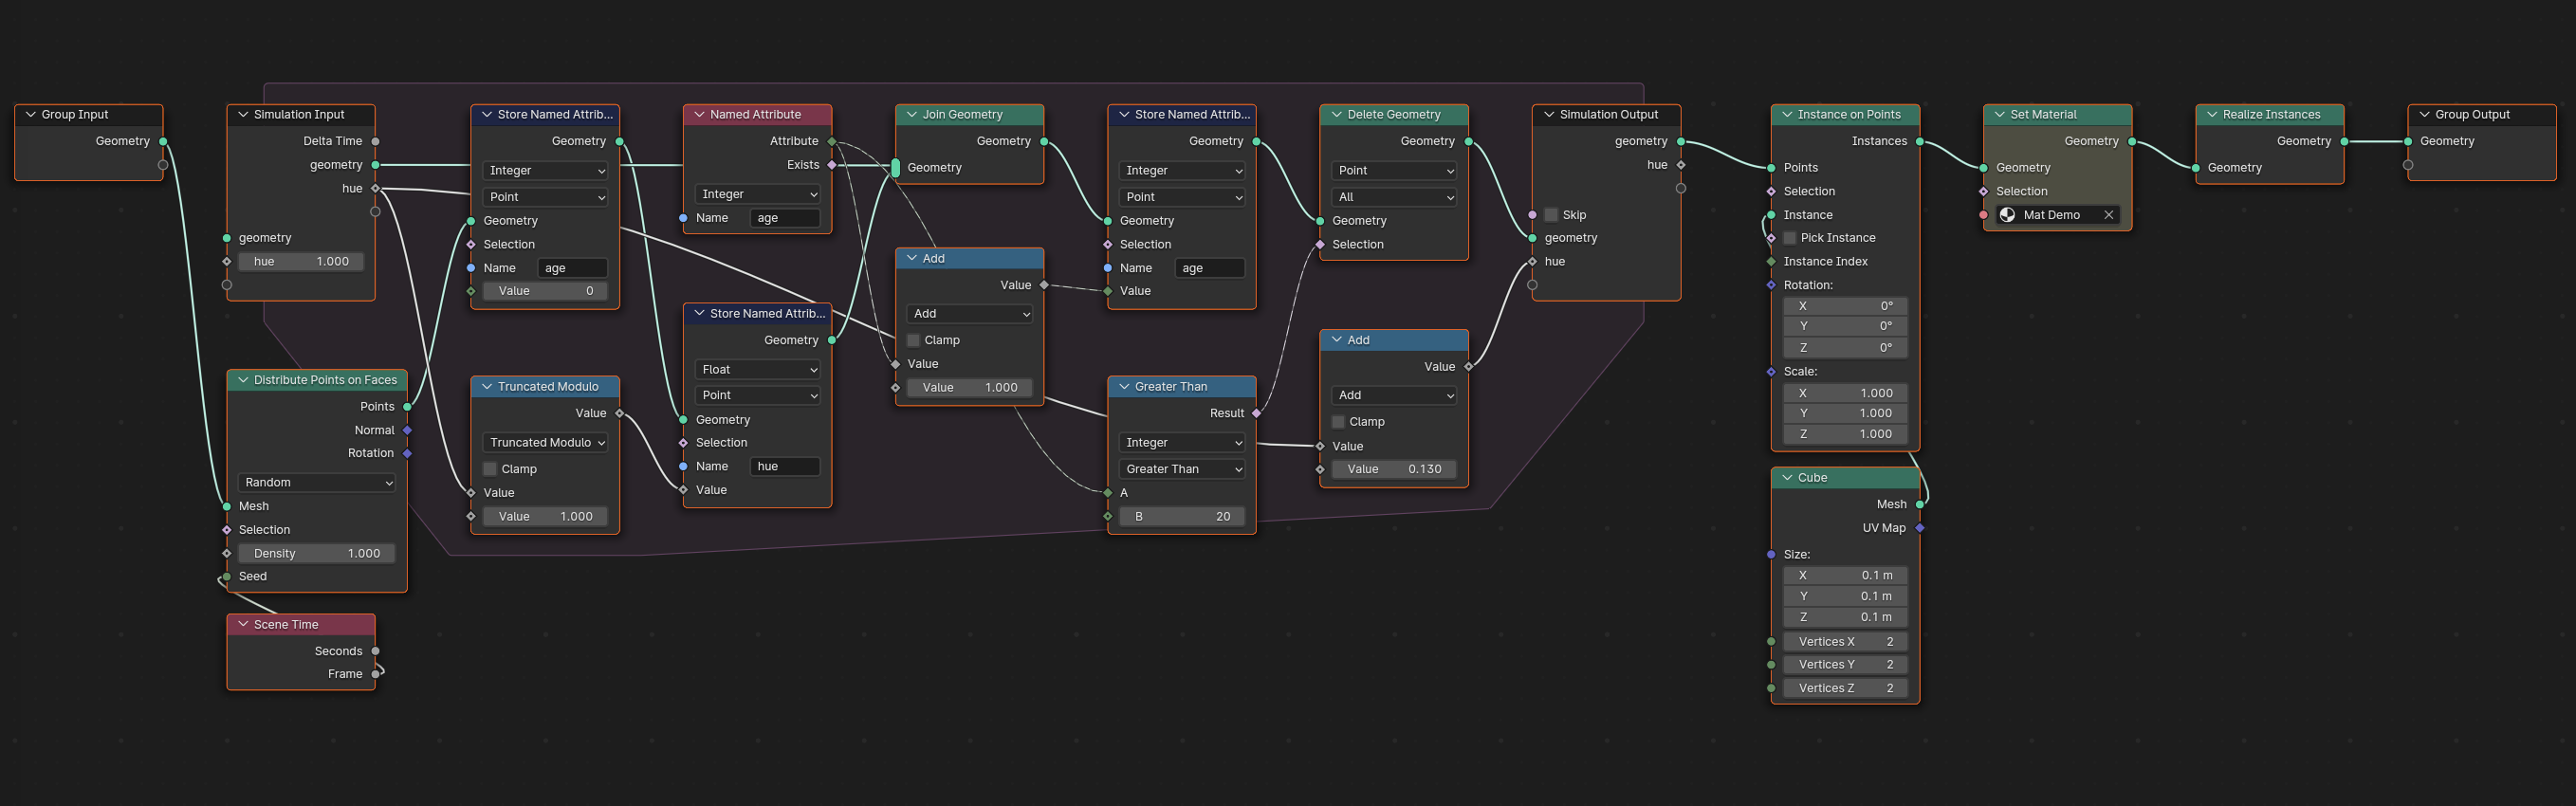 Group Input
Geometry
Simulation Input
Delta Time
geometry
hue
geometry
hue 1.000
Distribute Points on Faces
Points
Normal
Rotation
Random
Mesh
Selection
Density 1.000
Seed
Scene Time
Seconds
Frame
Store Named Attrib...
Geometry
Integer
Point
Geometry
Selection
Name age
Value 0
Truncated Modulo
Value
Truncated Modulo
Clamp
Value
Value 1.000
Named Attribute
Attribute
Exists
Integer
Name age
Store Named Attrib...
Geometry
Float
Point
Geometry
Selection
Name hue
Value
Join Geometry
Geometry
Geometry
Add
Value
Add
Clamp
Value
Value 1.000
Store Named Attrib...
Geometry
Integer
Point
Geometry
Selection
Name age
Value
Greater Than
Result
Integer
Greater Than
A
B 20
Delete Geometry
Geometry
Point
All
Geometry
Selection
Add
Value
Add
Clamp
Value
Value 0.130
Simulation Output
geometry
hue
Skip
geometry
hue
Instance on Points
Instances
Points
Selection
Instance
Pick Instance
Instance Index
Rotation:
X 0°
Y 0°
Z 0°
Scale:
X 1.000
Y 1.000
Z 1.000
Cube
Mesh
UV Map
Size:
X 0.1 m
Y 0.1 m
Z 0.1 m
Vertices X 2
Vertices Y 2
Vertices Z 2
Set Material
Geometry
Geometry
Selection
Mat Demo
Realize Instances
Geometry
Geometry
Group Output
Geometry